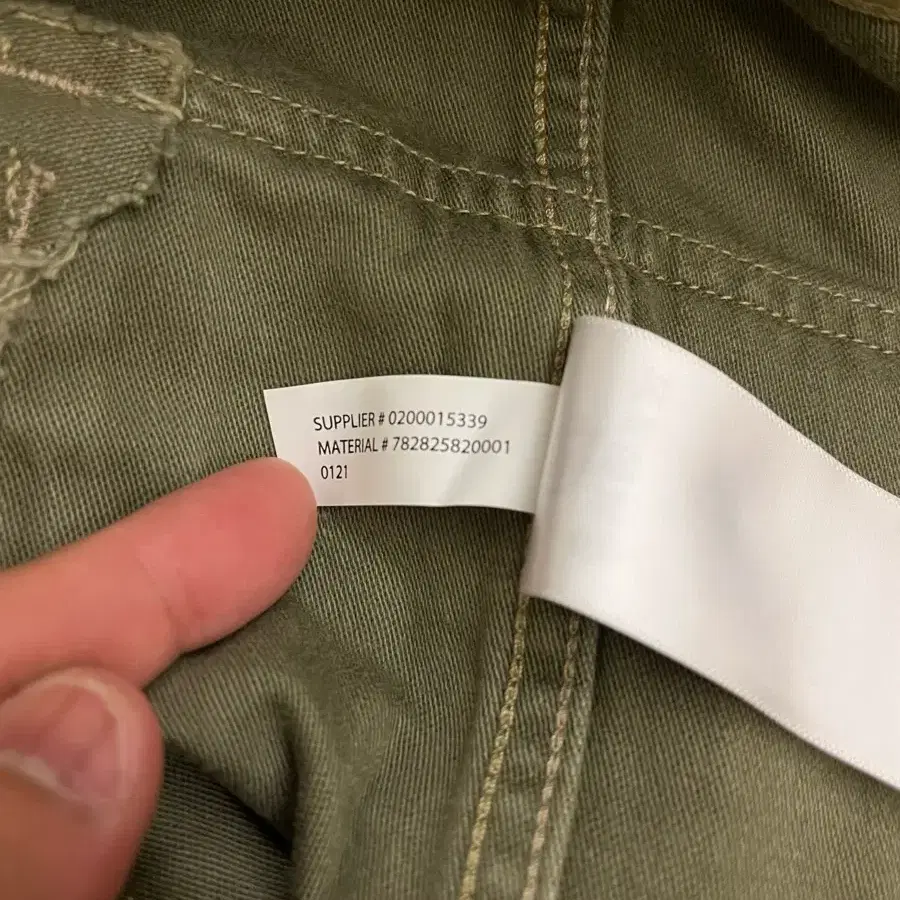 SUPPLIER # 0200015339
MATERIAL # 782825820001
0121